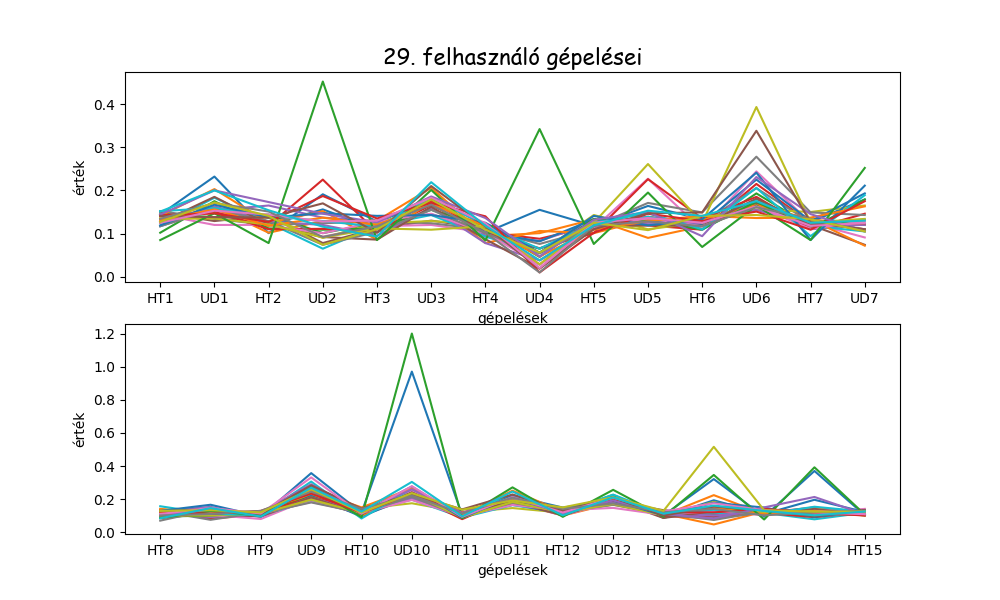 29. felhasználó gépelései
0.4
0.3
0.2
0.1
0.0
érték
HT1 UD1 HT2 UD2 HT3 UD3 HT4 UD4 HT5 UD5 HT6 UD6 HT7 UD7
gépelések
1.2
1.0
0.8
0.6
0.4
0.2
0.0
érték
HT8 UD8 HT9 UD9 HT10 UD10 HT11 UD11 HT12 UD12 HT13 UD13 HT14 UD14 HT15
gépelések